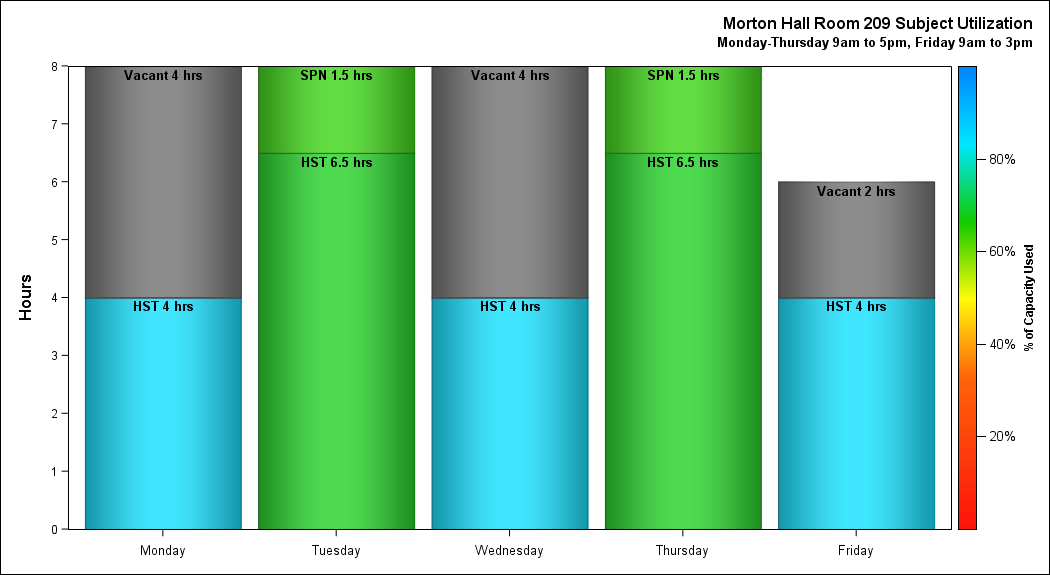 Morton Hall Room 209 Subject Utilization
Monday-Thursday 9am to 5pm, Friday 9am to 3pm
Hours
8
7
6
5
4
3
2
1
0
Vacant 4 hrs
HST 4 hrs
SPN 1.5 hrs
HST 6.5 hrs
Vacant 4 hrs
HST 4 hrs
SPN 1.5 hrs
HST 6.5 hrs
Vacant 2 hrs
HST 4 hrs
Monday
Tuesday
Wednesday
Thursday
Friday
80%
60%
40%
20%
% of Capacity Used